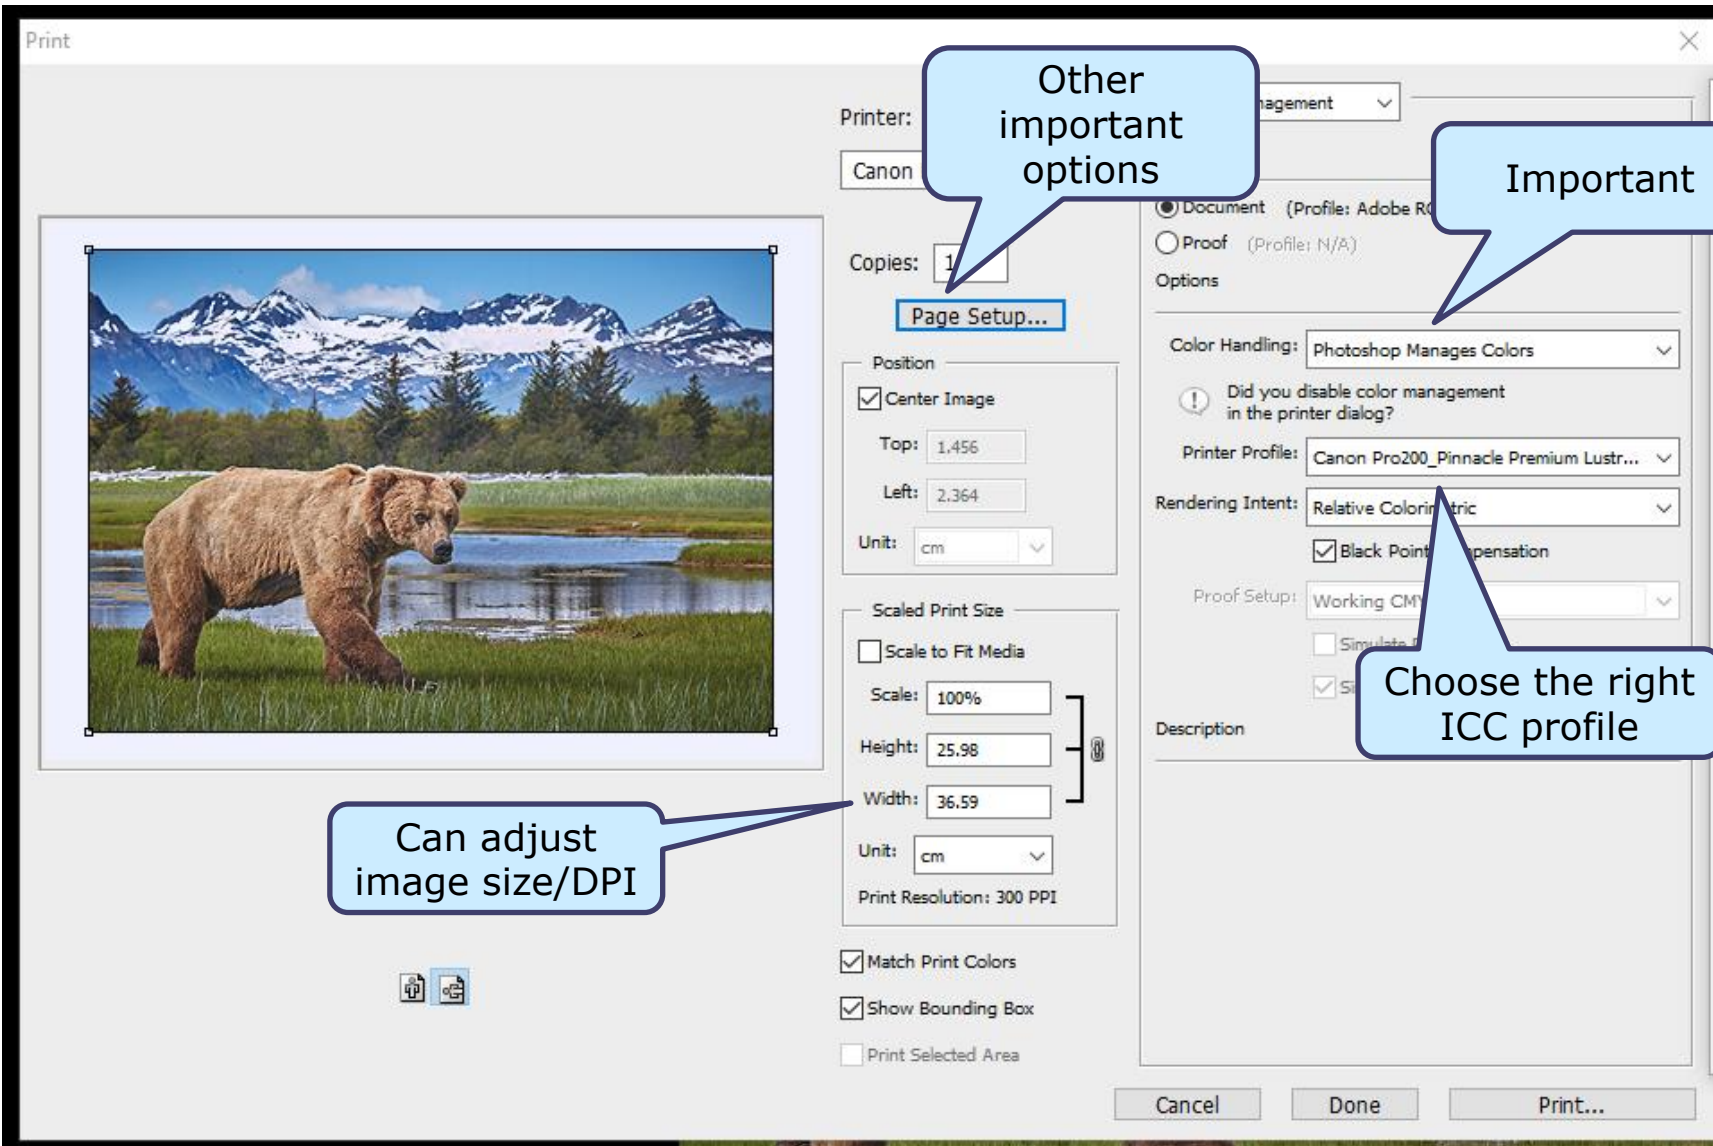 Print
Other
important
options
Printer:
Canon
Copies:
1
Page Setup...
Position
Center Image
Top: 1.456
Left: 2.364
Unit: cm
Scaled Print Size
Scale to Fit Media
Scale: 100%
Height: 25.98
Width: 36.59
Unit: cm
Print Resolution: 300 PPI
Match Print Colors
Show Bounding Box
Print Selected Area
Can adjust
image size/DPI
Important
Document (Profile: Adobe
Proof (Profile: N/A)
Options
Color Handling: Photoshop Manages Colors
Did you disable color management
in the printer dialog?
Printer Profile: Canon Pro200_Pinnacle Premium Lustr...
Rendering Intent: Relative
Black Point
Proof Setup: Working
Simulate
Choose the right
ICC profile
Description
Cancel Done Print...